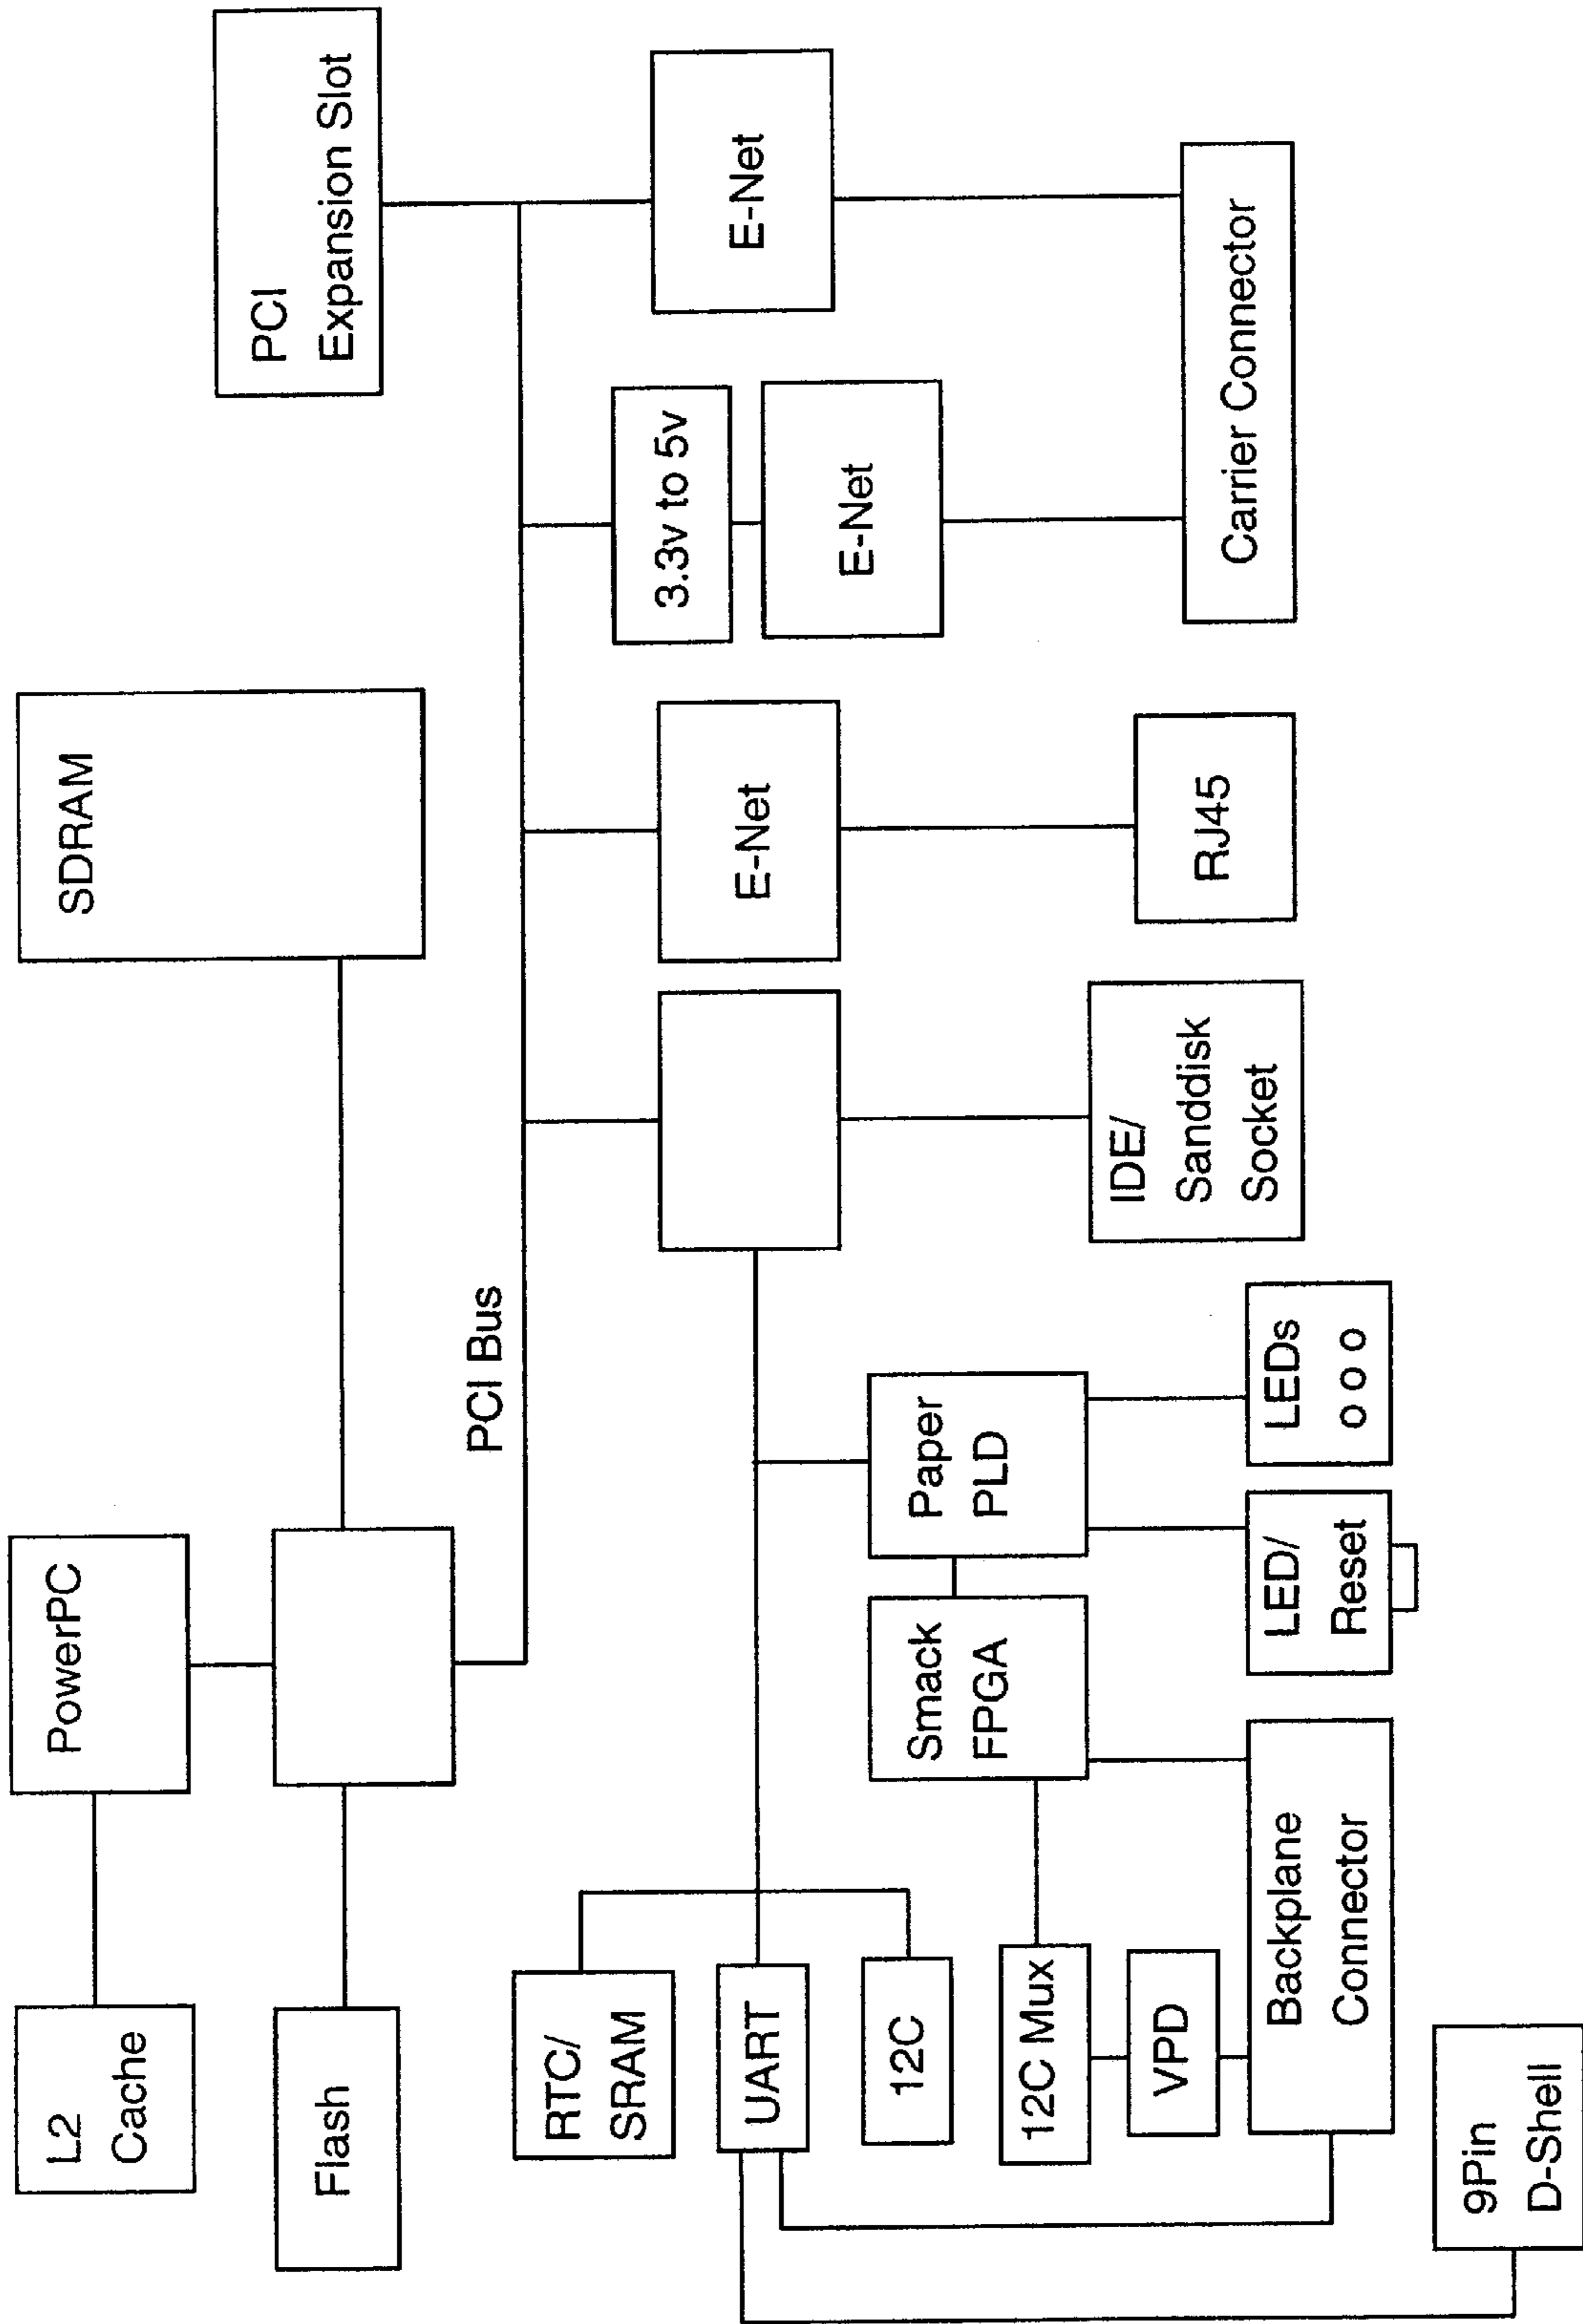 L2
Cache
PowerPC
SDRAM
PCI
Expansion Slot
Flash
PCI Bus
RTC/
SRAM
UART
12C
12C Mux
VPD
Smack
FPGA
Paper
PLD
E-Net
3.3v to 5v
E-Net
E-Net
Backplane
Connector
LED/
Reset
LEDs
o o o
IDE/
Sanddisk
Socket
RJ45
Carrier Connector
9Pin
D-Shell